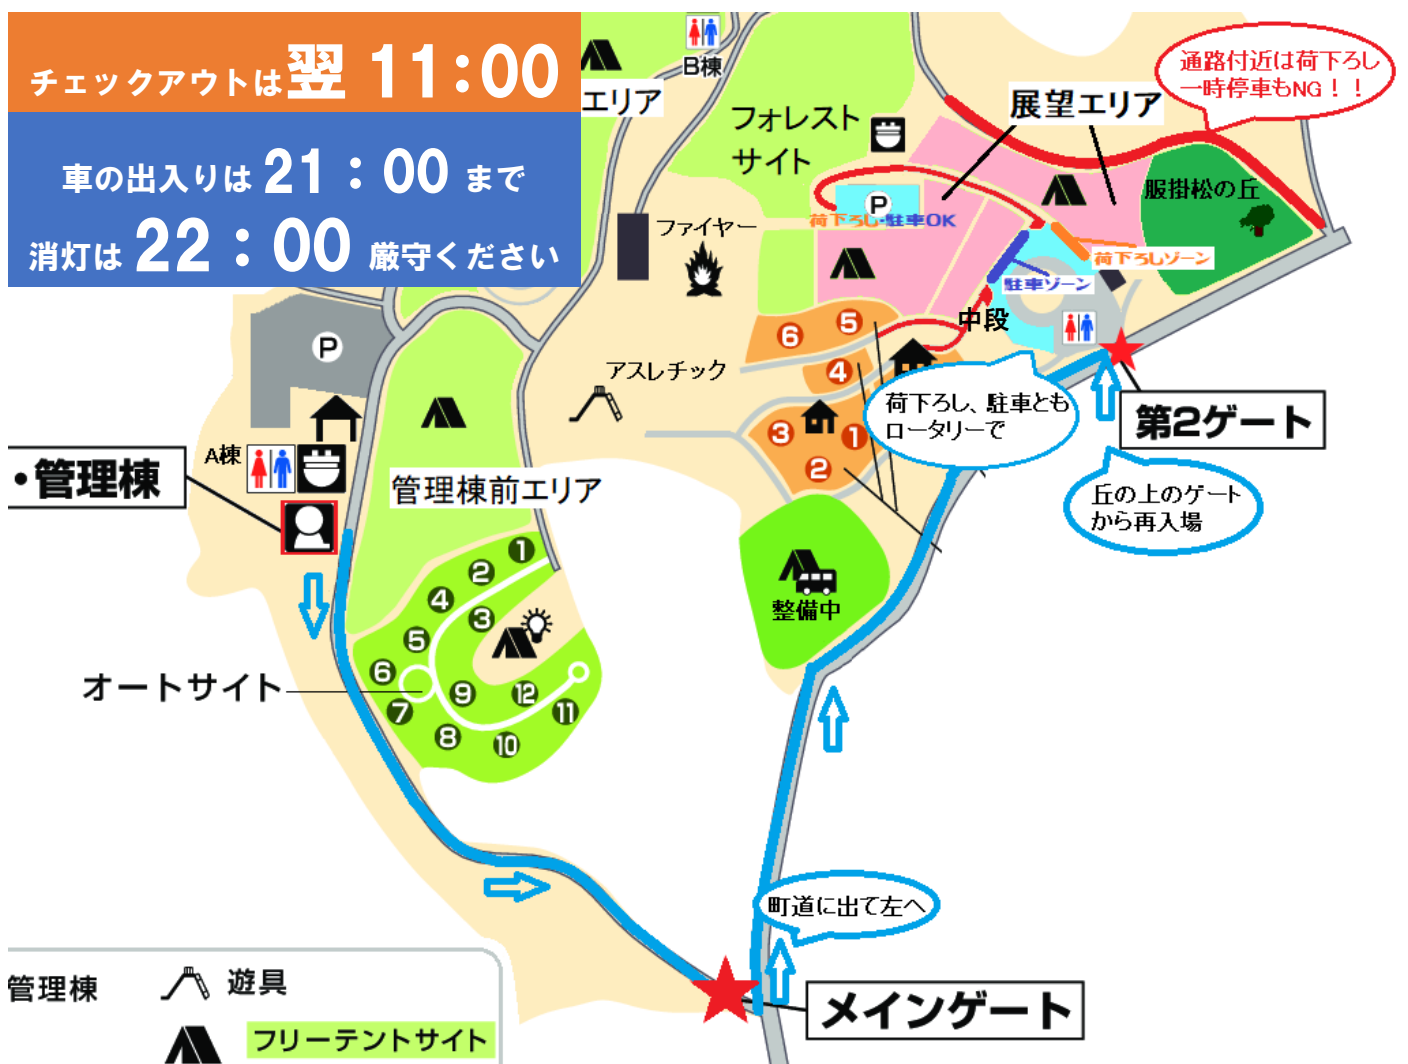 チェックアウトは翌 11:00
車の出入りは 21:00 まで
消灯は 22:00 厳守ください
B棟
エリア
フォレスト
サイト
展望エリア
通路付近は荷下ろし
一時停車もNG！！
服掛松の丘
P
荷下ろし・駐車OK
荷下ろしゾーン
駐車ゾーン
ファイヤー
中段
P
アスレチック
6
5
4
3
1
2
荷下ろし、駐車とも
ロータリーで
第2ゲート
丘の上のゲート
から再入場
A棟
・管理棟
管理棟前エリア
整備中
1
2
4
3
5
6
7
9
12
11
8
10
オートサイト
町道に出て左へ
メインゲート
管理棟
遊具
フリーテントサイト